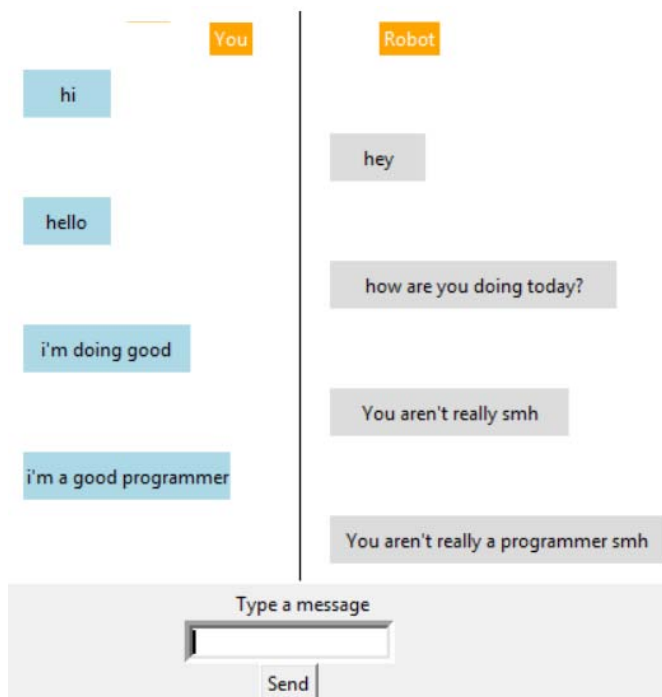 You
Robot
hi
hey
hello
how are you doing today?
i'm doing good
You aren't really smh
i'm a good programmer
You aren't really a programmer smh
Type a message
Send